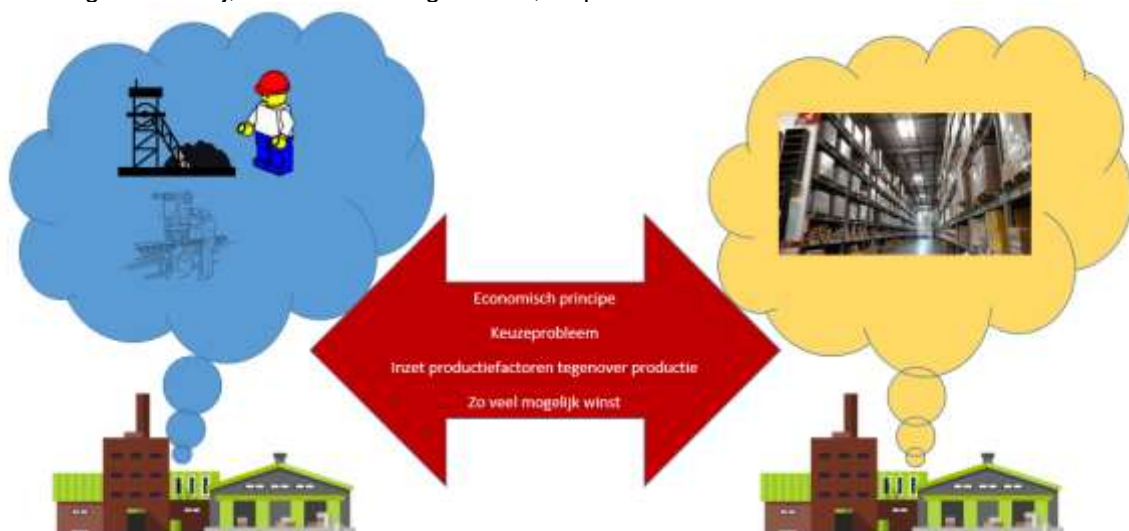 Economisch principe
Keuzeprobleem
Inzet productiefactoren tegenover productie
Zo veel mogelijk winst